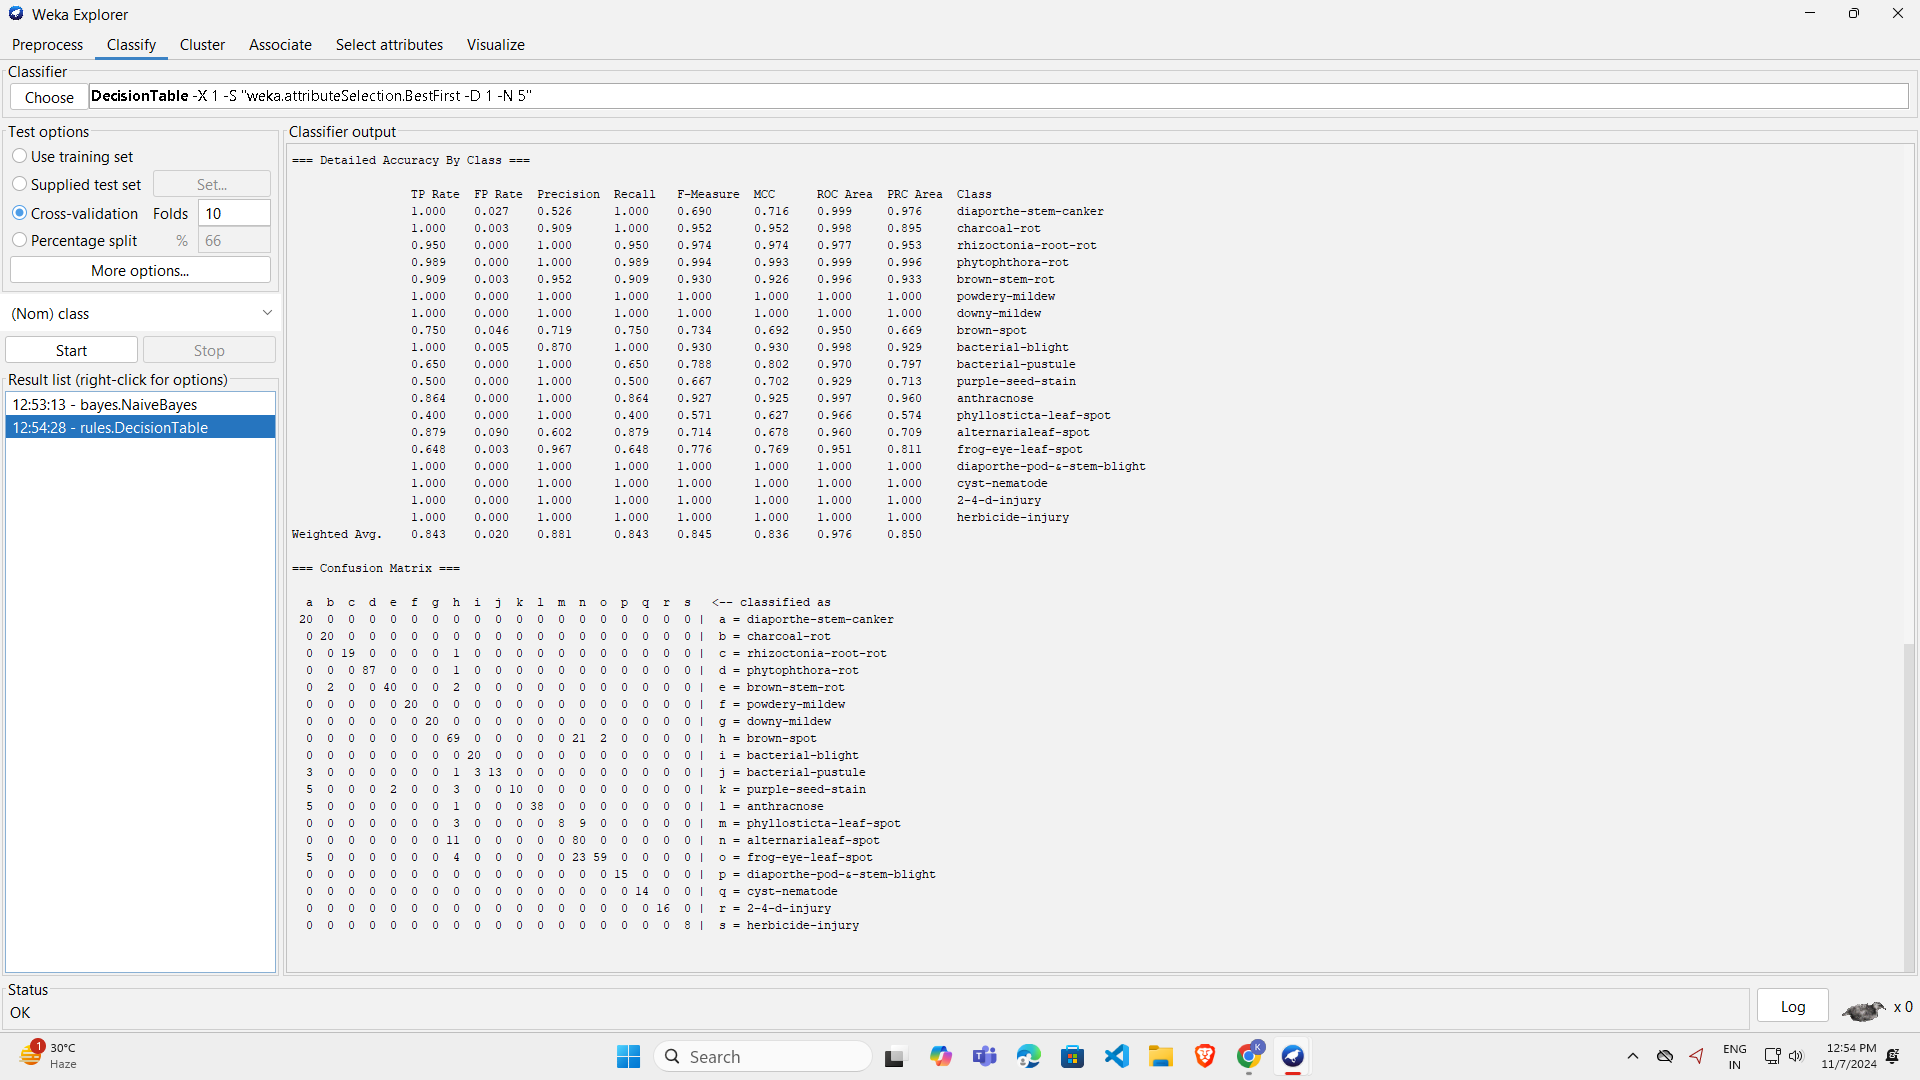 Weka Explorer
Preprocess Classify Cluster Associate Select attributes Visualize
Classifier
Choose DecisionTable -X 1 -S "weka.attributeSelection.BestFirst -D 1 -N 5"
Test options
Use training set
Supplied test set Set...
Cross-validation Folds 10
Percentage split % 66
More options...
(Nom) class
Start Stop
Result list (right-click for options)
12:53:13 - bayes.NaiveBayes
12:54:28 - rules.DecisionTable
Classifier output
=== Detailed Accuracy By Class ===
TP Rate FP Rate Precision Recall F-Measure MCC ROC Area PRC Area Class
1.000 0.027 0.526 1.000 0.690 0.716 0.999 0.976 diaporthe-stem-canker
1.000 0.003 0.909 1.000 0.952 0.952 0.998 0.895 charcoal-rot
0.950 0.000 1.000 0.950 0.974 0.974 0.977 0.953 rhizoctonia-root-rot
0.989 0.000 1.000 0.989 0.994 0.993 0.999 0.996 phytophthora-rot
0.909 0.003 0.952 0.909 0.930 0.926 0.996 0.933 brown-stem-rot
1.000 0.000 1.000 1.000 1.000 1.000 1.000 1.000 powdery-mildew
1.000 0.000 1.000 1.000 1.000 1.000 1.000 1.000 downy-mildew
0.750 0.046 0.719 0.750 0.734 0.692 0.950 0.669 brown-spot
1.000 0.005 0.870 1.000 0.930 0.930 0.998 0.929 bacterial-blight
0.650 0.000 1.000 0.650 0.788 0.802 0.970 0.797 bacterial-pustule
0.500 0.000 1.000 0.500 0.667 0.702 0.929 0.713 purple-seed-stain
0.864 0.000 1.000 0.864 0.927 0.925 0.997 0.960 anthracnose
0.400 0.000 1.000 0.400 0.571 0.627 0.966 0.574 phyllosticta-leaf-spot
0.879 0.090 0.602 0.879 0.714 0.678 0.960 0.709 alternarialeaf-spot
0.648 0.003 0.967 0.648 0.776 0.769 0.951 0.811 frog-eye-leaf-spot
1.000 0.000 1.000 1.000 1.000 1.000 1.000 1.000 diaporthe-pod-&-stem-blight
1.000 0.000 1.000 1.000 1.000 1.000 1.000 1.000 cyst-nematode
1.000 0.000 1.000 1.000 1.000 1.000 1.000 1.000 2-4-d-injury
1.000 0.000 1.000 1.000 1.000 1.000 1.000 1.000 herbicide-injury
Weighted Avg. 0.843 0.020 0.881 0.843 0.845 0.836 0.976 0.850
=== Confusion Matrix ===
a b c d e f g h i j k l m n o p q r s <-- classified as
20 0 0 0 0 0 0 0 0 0 0 0 0 0 0 0 0 0 0 | a = diaporthe-stem-canker
0 20 0 0 0 0 0 0 0 0 0 0 0 0 0 0 0 0 0 | b = charcoal-rot
0 0 19 0 0 0 0 1 0 0 0 0 0 0 0 0 0 0 0 | c = rhizoctonia-root-rot
0 0 0 87 0 0 0 1 0 0 0 0 0 0 0 0 0 0 0 | d = phytophthora-rot
0 2 0 0 40 0 0 2 0 0 0 0 0 0 0 0 0 0 0 | e = brown-stem-rot
0 0 0 0 0 20 0 0 0 0 0 0 0 0 0 0 0 0 0 | f = powdery-mildew
0 0 0 0 0 0 20 0 0 0 0 0 0 0 0 0 0 0 0 | g = downy-mildew
0 0 0 0 0 0 0 69 0 0 0 0 0 21 2 0 0 0 0 | h = brown-spot
0 0 0 0 0 0 0 0 20 0 0 0 0 0 0 0 0 0 0 | i = bacterial-blight
3 0 0 0 0 0 0 1 3 13 0 0 0 0 0 0 0 0 0 | j = bacterial-pustule
5 0 0 0 2 0 0 3 0 0 10 0 0 0 0 0 0 0 0 | k = purple-seed-stain
5 0 0 0 0 0 0 1 0 0 0 38 0 0 0 0 0 0 0 | l = anthracnose
0 0 0 0 0 0 0 3 0 0 0 0 8 9 0 0 0 0 0 | m = phyllosticta-leaf-spot
0 0 0 0 0 0 0 11 0 0 0 0 0 80 0 0 0 0 0 | n = alternarialeaf-spot
5 0 0 0 0 0 0 4 0 0 0 0 0 23 59 0 0 0 0 | o = frog-eye-leaf-spot
0 0 0 0 0 0 0 0 0 0 0 0 0 0 0 15 0 0 0 | p = diaporthe-pod-&-stem-blight
0 0 0 0 0 0 0 0 0 0 0 0 0 0 0 0 14 0 0 | q = cyst-nematode
0 0 0 0 0 0 0 0 0 0 0 0 0 0 0 0 0 16 0 | r = 2-4-d-injury
0 0 0 0 0 0 0 0 0 0 0 0 0 0 0 0 0 0 8 | s = herbicide-injury
Status
OK
Log x 0
1 30°C
Haze
Search
K
ENG
IN
12:54 PM
11/7/2024